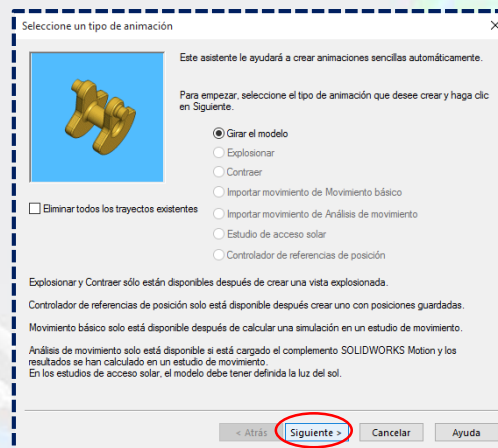 Seleccione un tipo de animación
Este asistente le ayudará a crear animaciones sencillas automáticamente.
Para empezar, seleccione el tipo de animación que desee crear y haga clic
en Siguiente.
Girar el modelo
Explosionar
Contraer
Importar movimiento de Movimiento básico
Eliminar todos los trayectos existentes
Importar movimiento de Análisis de movimiento
Estudio de acceso solar
Controlador de referencias de posición
Explosionar y Contraer sólo están disponibles después de crear una vista explosionada.
Controlador de referencias de posición solo está disponible después crear uno con posiciones guardadas.
Movimiento básico solo está disponible después de calcular una simulación en un estudio de movimiento.
Análisis de movimiento solo está disponible si está cargado el complemento SOLIDWORKS Motion y los
resultados se han calculado en un estudio de movimiento.
En los estudios de acceso solar, el modelo debe tener definida la luz del sol.
< Atrás Siguiente > Cancelar Ayuda